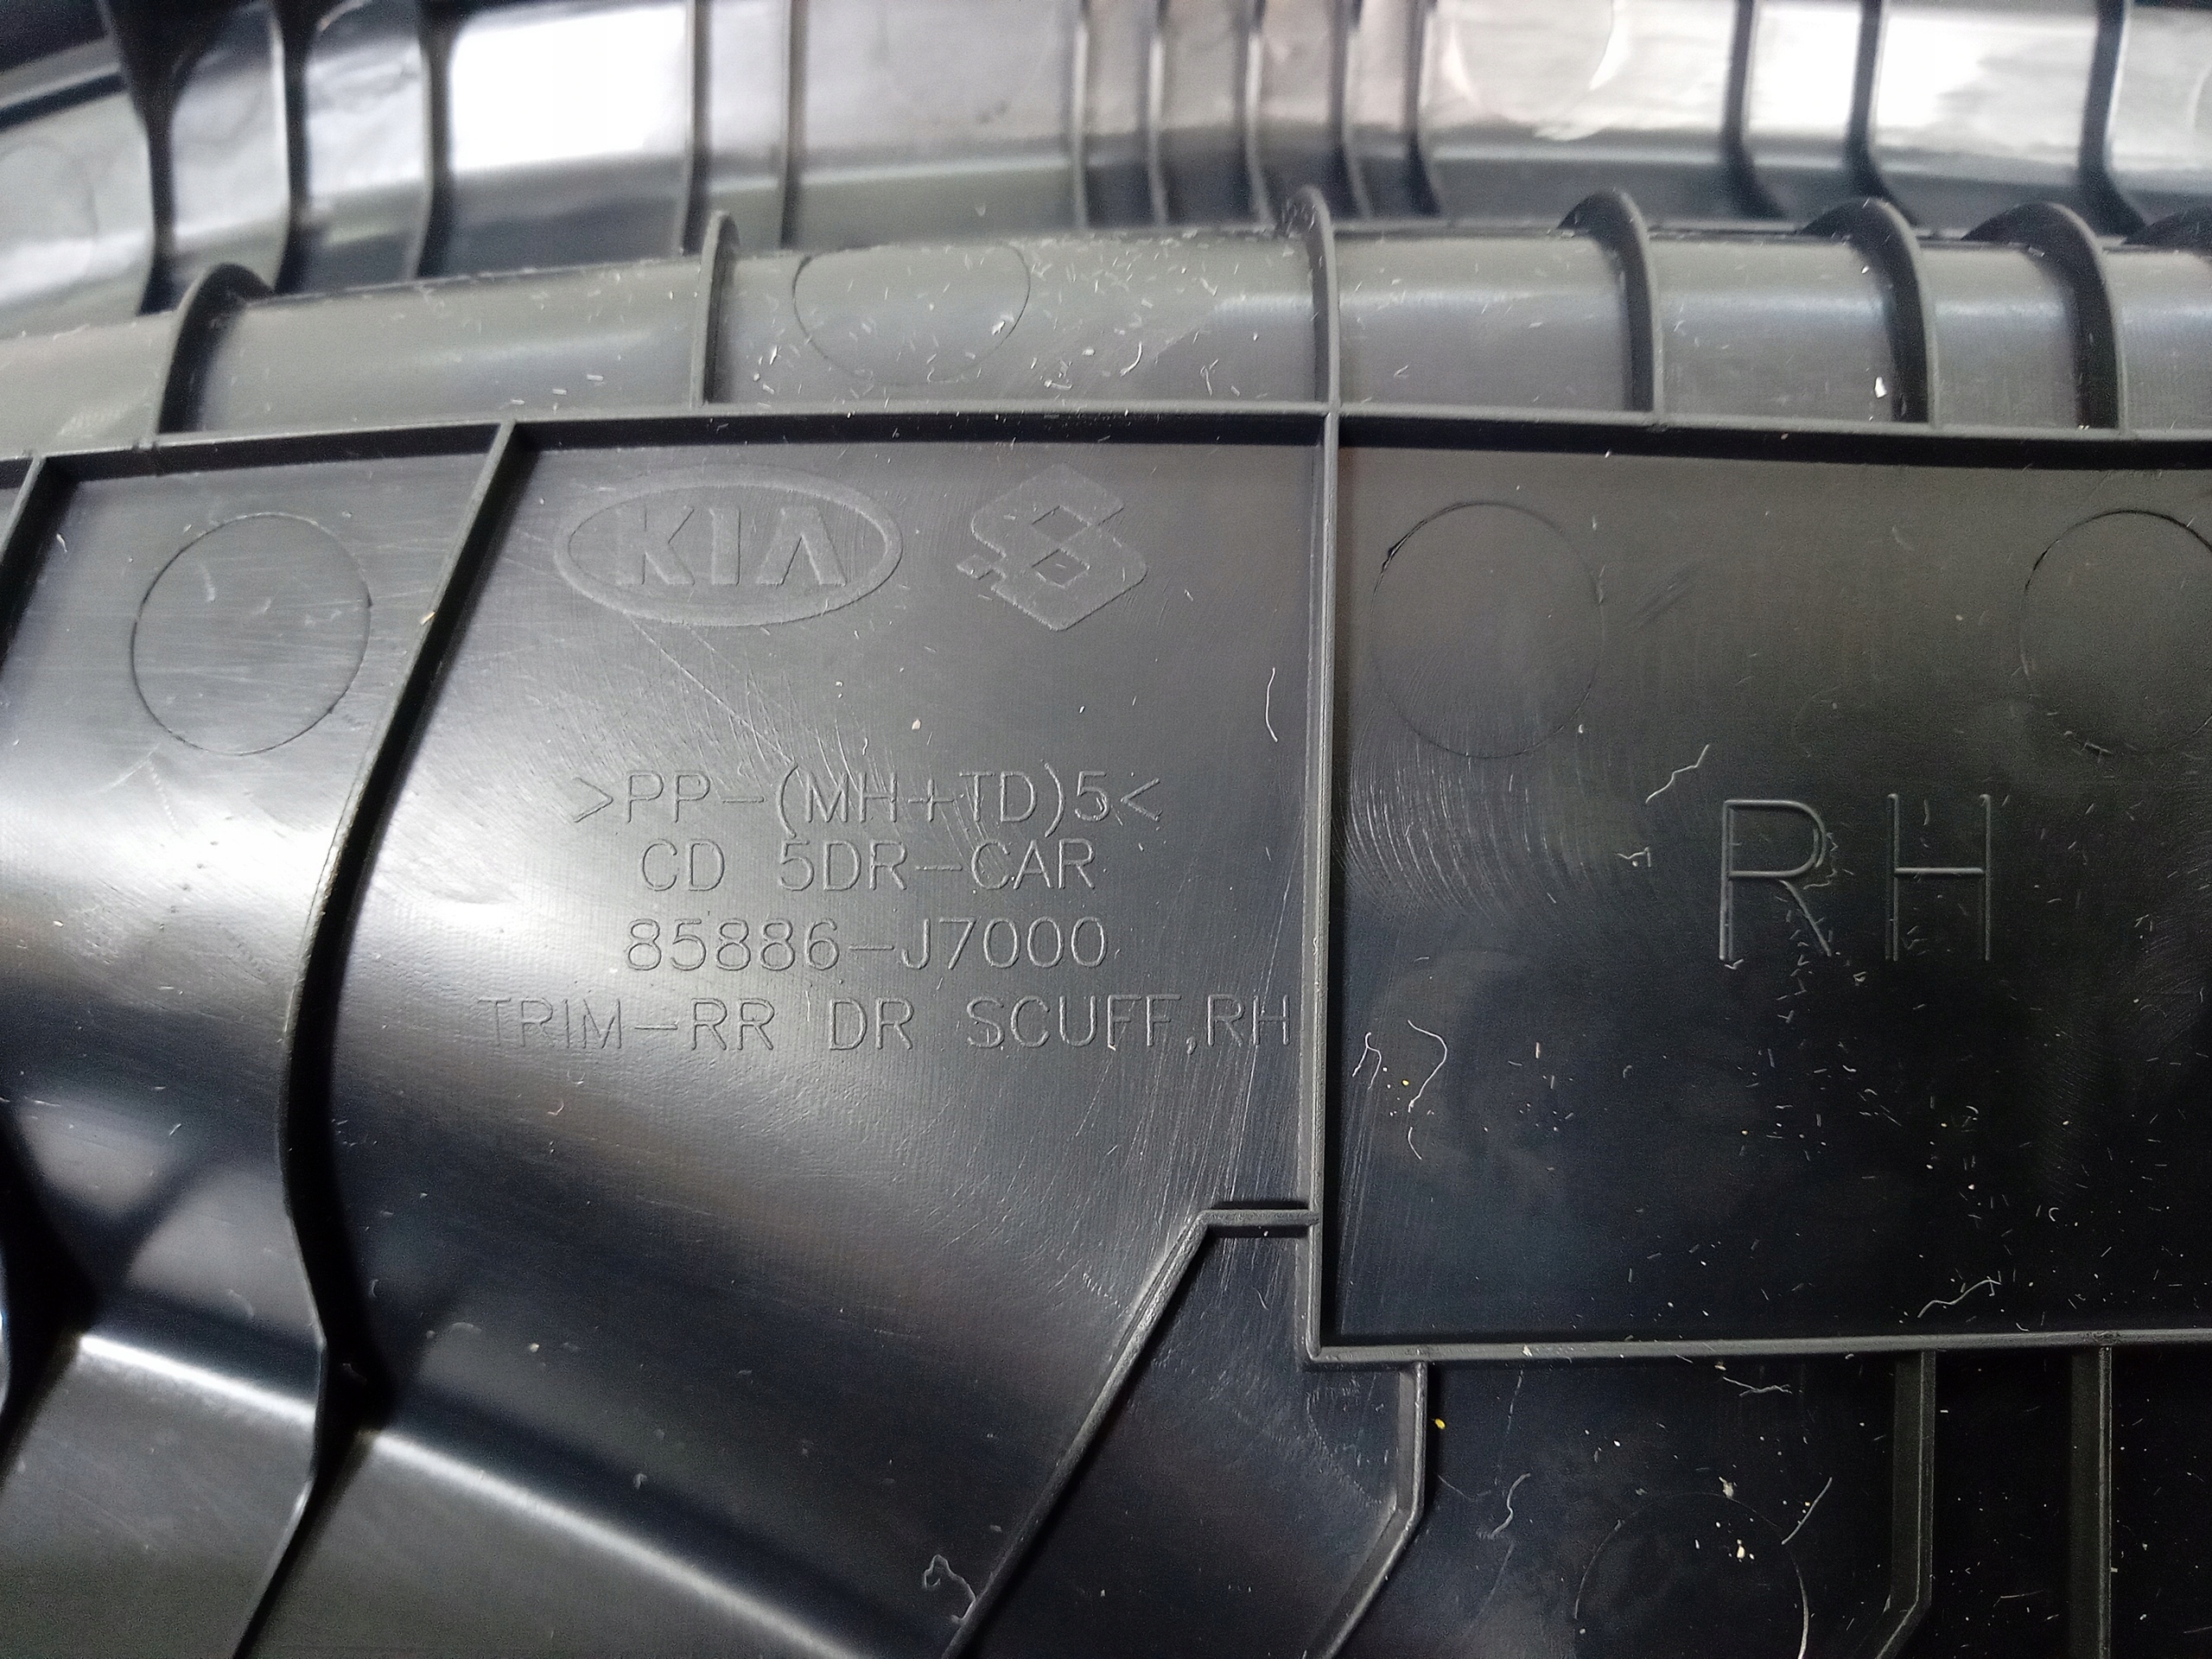 KIA
>PP-(MH+TD)5<
CD 5DR-CAR
85886-J7000
TRIM-RR DR SCUFF,RH
RH